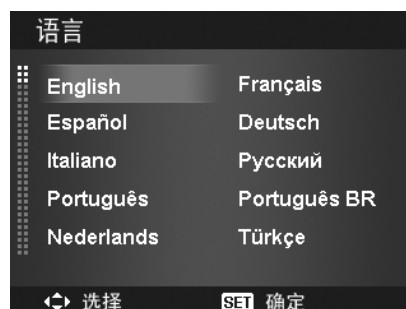 语言
English Français
Español Deutsch
Italiano Русский
Português Português BR
Nederlands Türkçe
选择 SET 确定